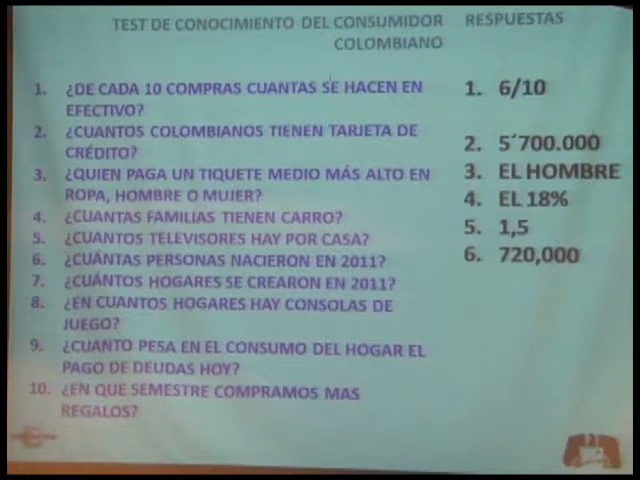 TEST DE CONOCIMIENTO DEL CONSUMIDOR
COLOMBIANO
RESPUESTAS
1. ¿DE CADA 10 COMPRAS CUANTAS SE HACEN EN
EFECTIVO?
2. ¿CUANTOS COLOMBIANOS TIENEN TARJETA DE
CRÉDITO?
3. ¿QUIEN PAGA UN TIQUETE MEDIO MÁS ALTO EN
ROPA, HOMBRE O MUJER?
4. ¿CUANTAS FAMILIAS TIENEN CARRO?
5. ¿CUANTOS TELEVISORES HAY POR CASA?
6. ¿CUÁNTAS PERSONAS NACIERON EN 2011?
7. ¿CUÁNTOS HOGARES SE CREARON EN 2011?
8. ¿EN CUANTOS HOGARES HAY CONSOLAS DE
JUEGO?
9. ¿CUANTO PESA EN EL CONSUMO DEL HOGAR EL
PAGO DE DEUDAS HOY?
10. ¿EN QUE SEMESTRE COMPRAMOS MAS
REGALOS?
1. 6/10
2. 5´700.000
3. EL HOMBRE
4. EL 18%
5. 1,5
6. 720,000